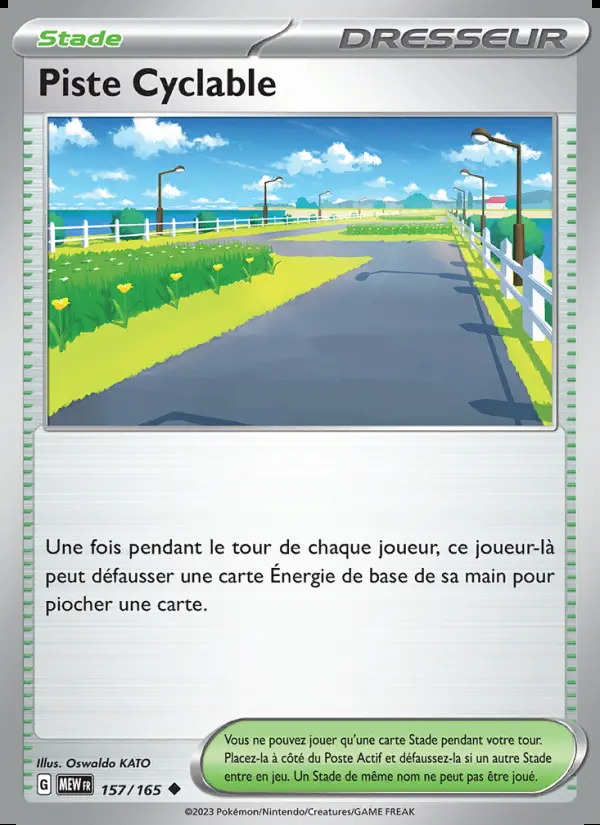 Stade
DRESSEUR
Piste Cyclable
Une fois pendant le tour de chaque joueur, ce joueur-là
peut défausser une carte Énergie de base de sa main pour
piocher une carte.
Vous ne pouvez jouer qu'une carte Stade pendant votre tour.
Placez-la à côté du Poste Actif et défaussez-la si un autre Stade
entre en jeu. Un Stade de même nom ne peut pas être joué.
Illus. Oswaldo KATO
G MEW FR 157/165 ◆
©2023 Pokémon/Nintendo/Creatures/GAME FREAK